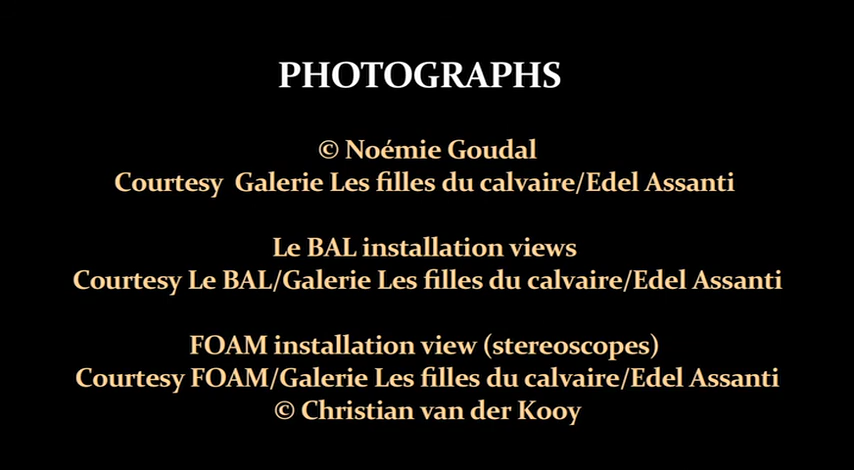 PHOTOGRAPHS
© Noémie Goudal
Courtesy Galerie Les filles du calvaire/Edel Assanti
Le BAL installation views
Courtesy Le BAL/Galerie Les filles du calvaire/Edel Assanti
FOAM installation view (stereoscopes)
Courtesy FOAM/Galerie Les filles du calvaire/Edel Assanti
© Christian van der Kooy